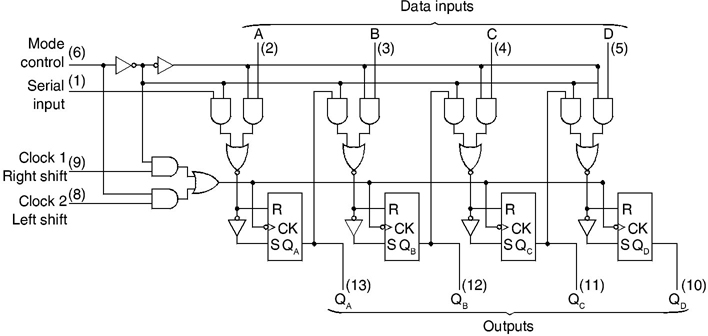 Data inputs
A B C D
(2) (3) (4) (5)
Mode (6)
control
Serial (1)
input
Clock 1 (9)
Right shift
Clock 2 (8)
Left shift
R R R R
CK CK CK CK
S QA S QB S QC S QD
(13) (12) (11) (10)
QA QB QC QD
Outputs